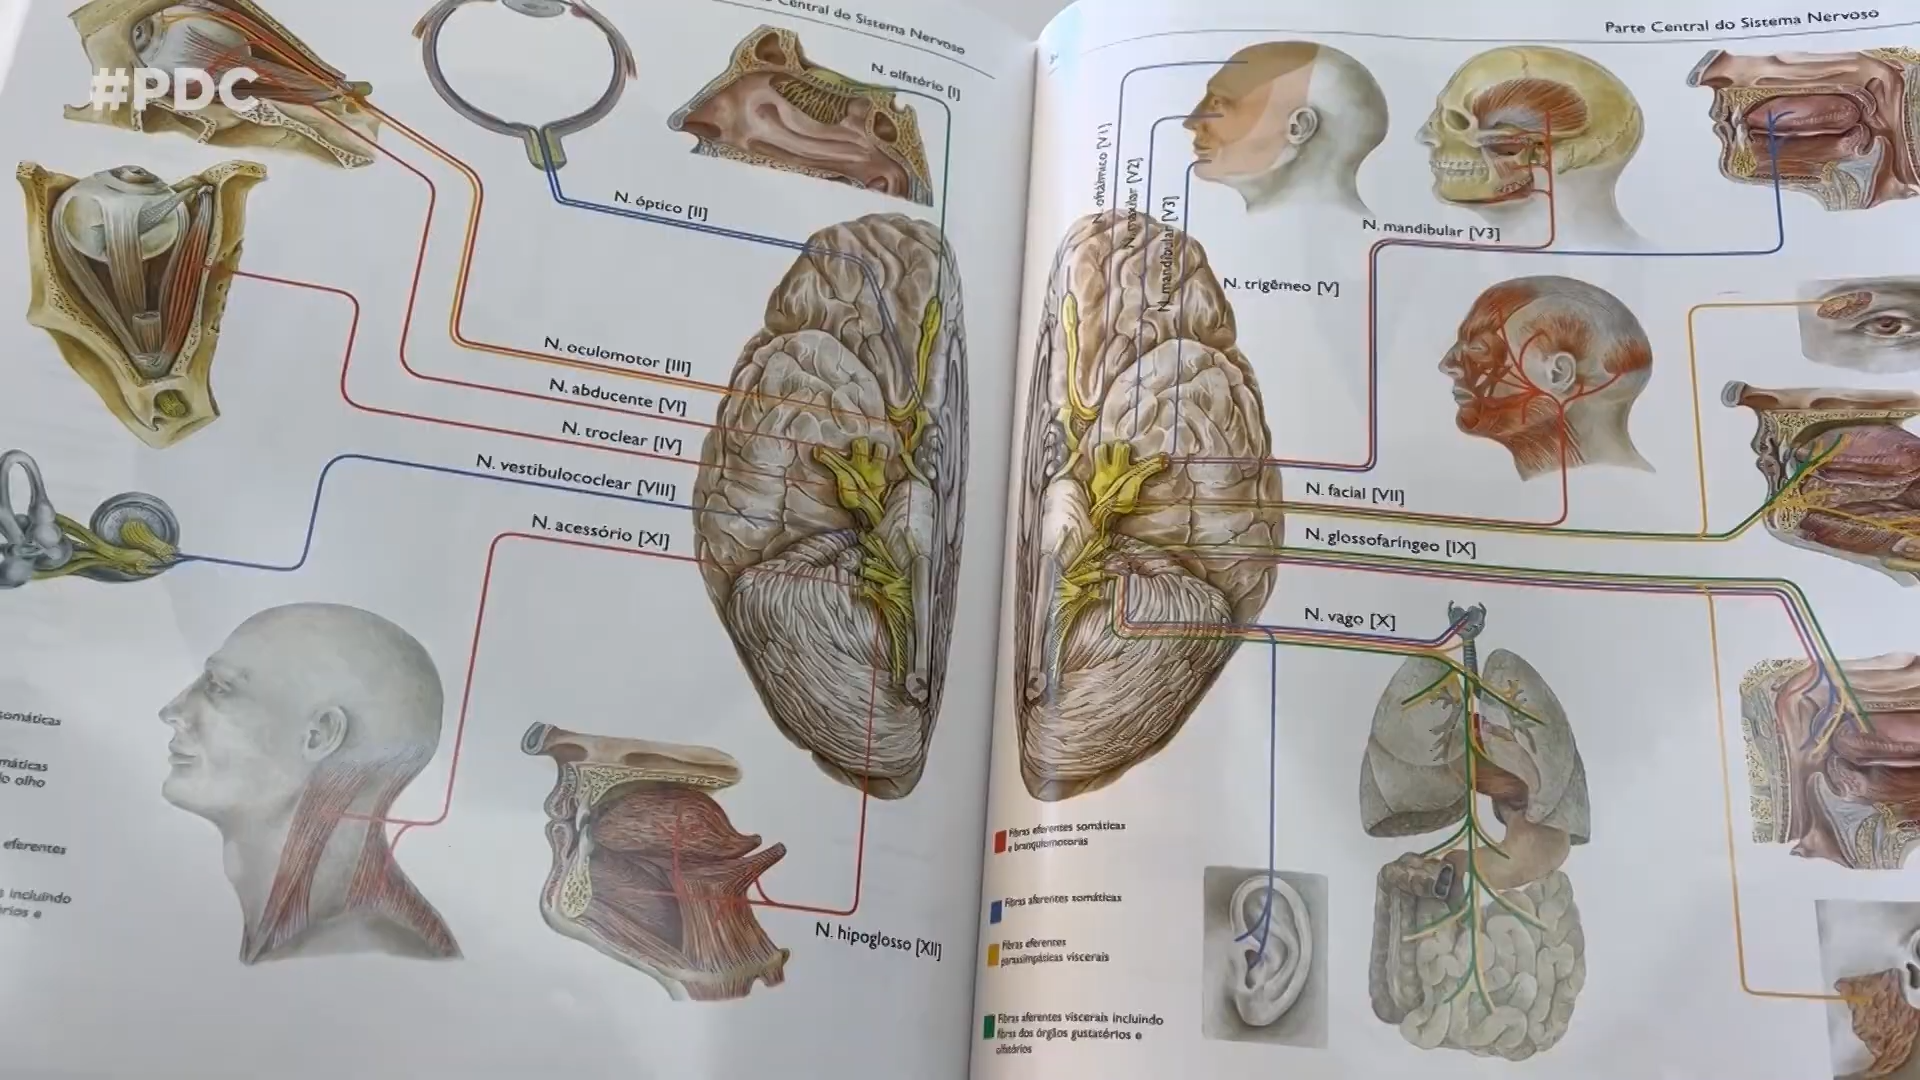 #PDC
Central do Sistema Nervoso
N. olfatório [I]
N. óptico [II]
N. oculomotor [III]
N. abducente [VI]
N. troclear [IV]
N. vestibulococlear [VIII]
N. acessório [XI]
N. hipoglosso [XII]
somáticas
máticas
do olho
eferentes
incluindo
e
Parte Central do Sistema Nervoso
N. oftálmico [V1]
N. maxilar [V2]
N. mandibular [V3]
N. mandibular [V3]
N. trigêmeo [V]
N. facial [VII]
N. glossofaríngeo [IX]
N. vago [X]
Fibras eferentes somáticas
e branquiomotoras
Fibras aferentes somáticas
Fibras eferentes
parassimpáticas viscerais
Fibras aferentes viscerais incluindo
fibras dos órgãos gustatórios e
olfatórios